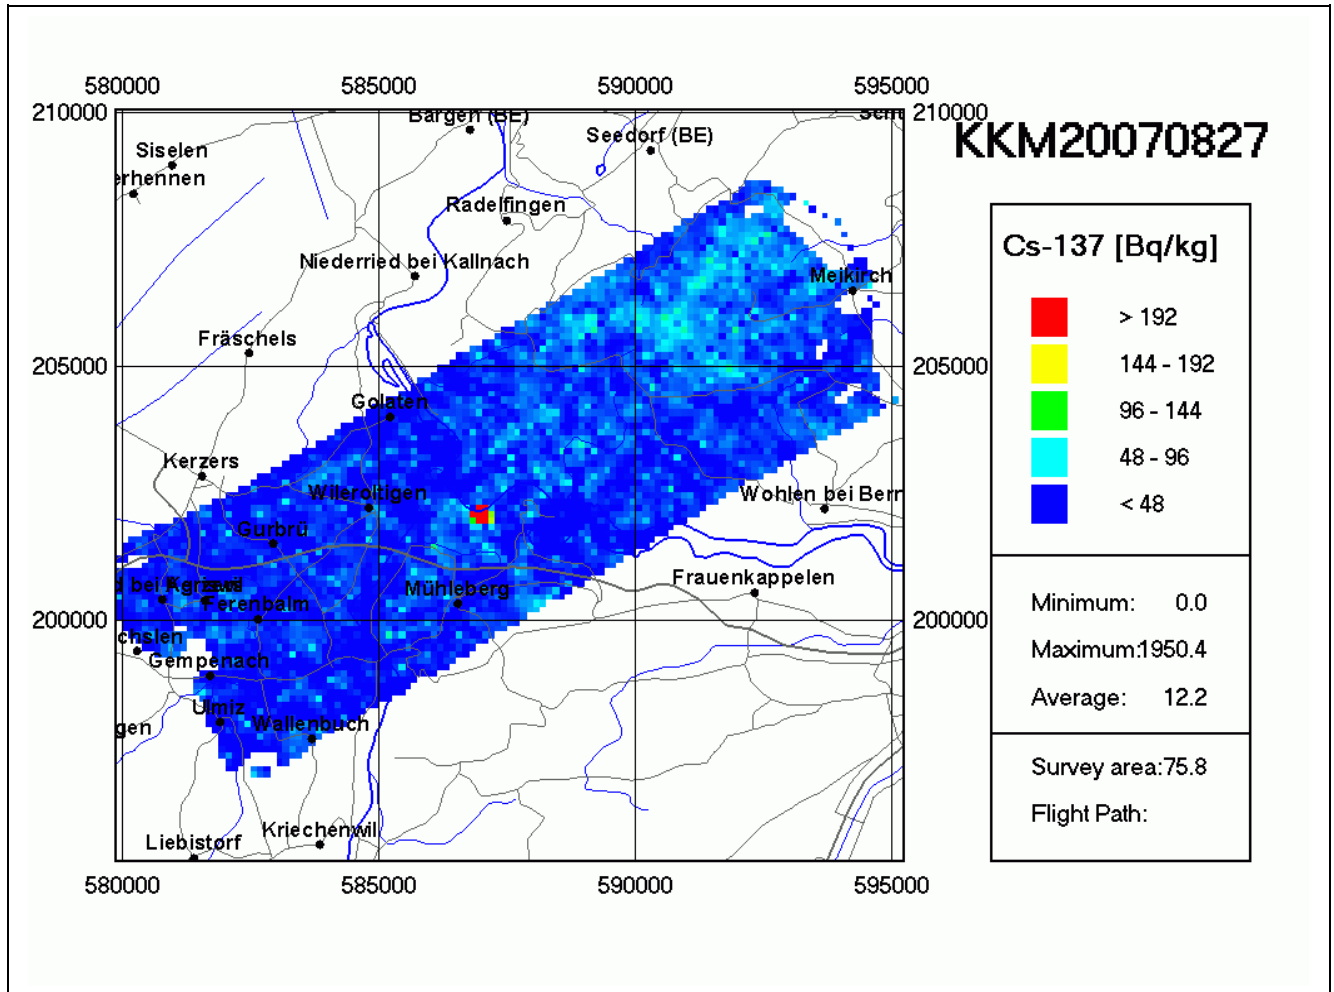 580000 585000 590000 595000
210000 210000
KKM20070827
Bargen (BE)
Seedorf (BE)
Siselen
erhennen
Radelfingen
Niederried bei Kallnach
Meikirch
Fräschels
205000 205000
Golaten
Kerzers
Wileroltigen
Wohlen bei Bern
Gurbrü
Frauenkappelen
Mühleberg
Ferenbalm
200000 200000
chslen
Gempenach
Ulmiz
gen
Wallenbuch
Kriechenwil
Liebistorf
580000 585000 590000 595000
Cs-137 [Bq/kg]
> 192
144 - 192
96 - 144
48 - 96
< 48
Minimum: 0.0
Maximum:1950.4
Average: 12.2
Survey area:75.8
Flight Path: